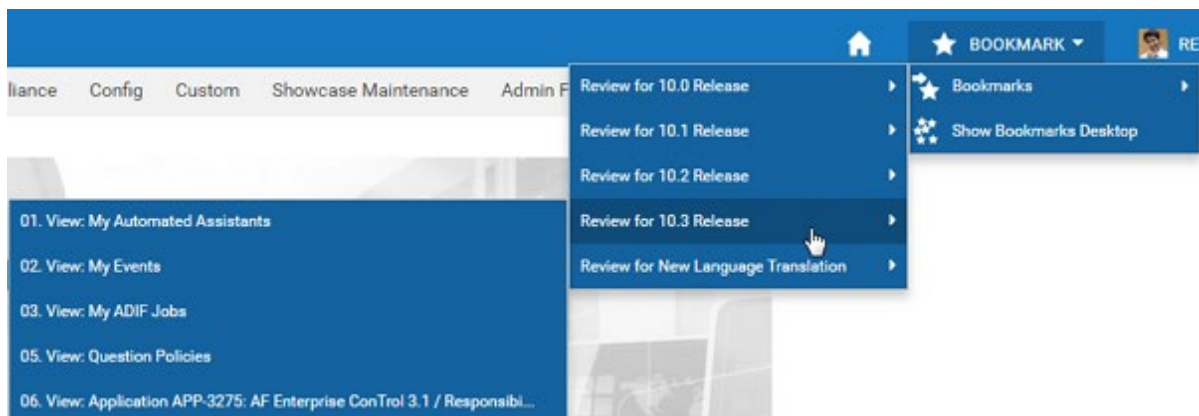 BOOKMARK RE
liance Config Custom Showcase Maintenance Admin F
Review for 10.0 Release
Review for 10.1 Release
Review for 10.2 Release
Review for 10.3 Release
Review for New Language Translation
Bookmarks
Show Bookmarks Desktop
01. View: My Automated Assistants
02. View: My Events
03. View: My ADIF Jobs
05. View: Question Policies
06. View: Application APP-3275: AF Enterprise ConTrol 3.1 / Responsibi...